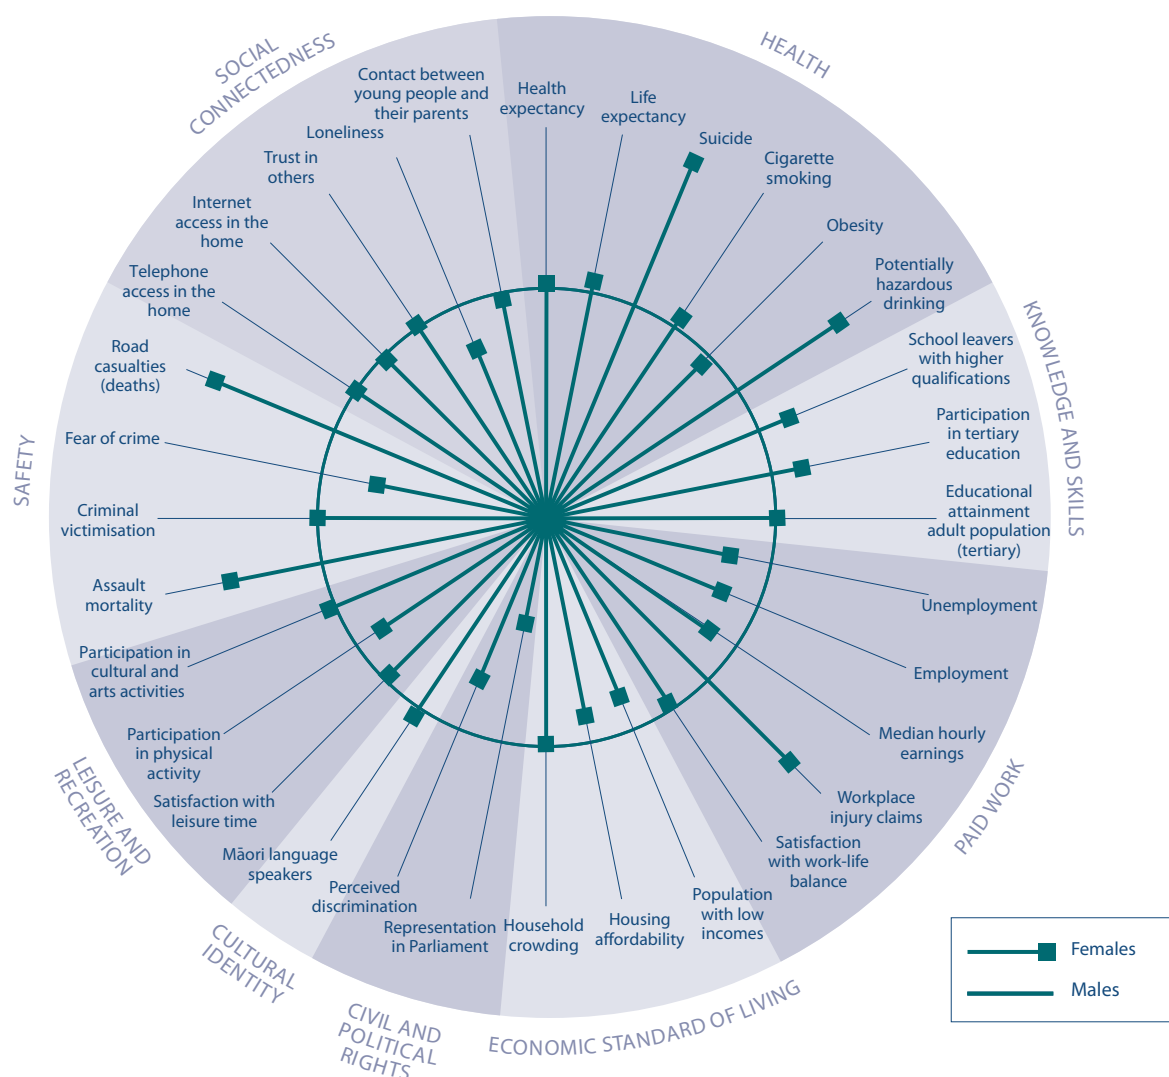 SOCIAL
CONNECTEDNESS
HEALTH
Contact between
young people and
their parents
Health
expectancy
Life
expectancy
Suicide
Cigarette
smoking
Obesity
Potentially
hazardous
drinking
Loneliness
Trust in
others
Internet
access in the
home
Telephone
access in the
home
KNOWLEDGE AND SKILLS
School leavers
with higher
qualifications
Participation
in tertiary
education
Educational
attainment
adult population
(tertiary)
SAFETY
Road
casualties
(deaths)
Fear of crime
Criminal
victimisation
Assault
mortality
PAID WORK
Unemployment
Employment
Median hourly
earnings
Workplace
injury claims
Satisfaction
with work-life
balance
LEISURE AND
RECREATION
Participation in
cultural and
arts activities
Participation
in physical
activity
Satisfaction with
leisure time
CULTURAL
IDENTITY
Māori language
speakers
CIVIL AND
POLITICAL
RIGHTS
Perceived
discrimination
Representation
in Parliament
ECONOMIC STANDARD OF LIVING
Household
crowding
Housing
affordability
Population
with low
incomes
Females
Males